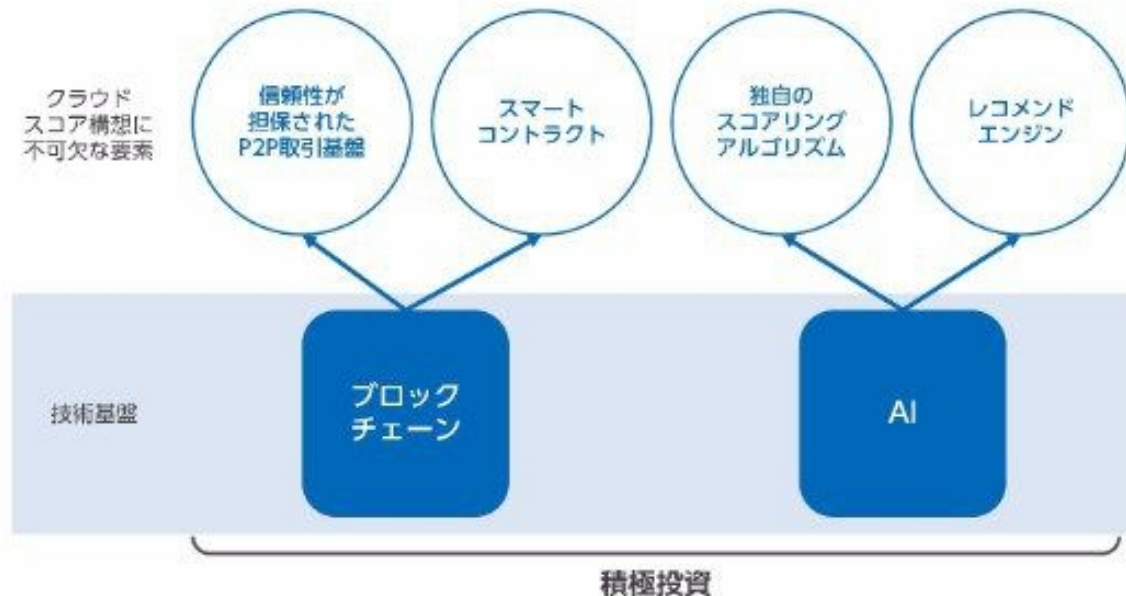 クラウド
スコア構想に
不可欠な要素
信頼性が
担保された
P2P取引基盤
スマート
コントラクト
独自の
スコアリング
アルゴリズム
レコメンド
エンジン
技術基盤
ブロック
チェーン
AI
積極投資